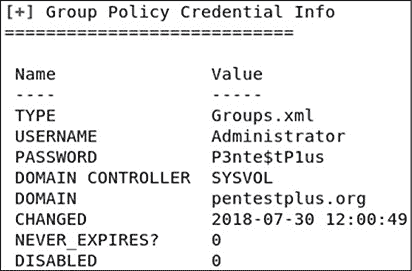 [+] Group Policy Credential Info
============================
Name Value
---- -----
TYPE Groups.xml
USERNAME Administrator
PASSWORD P3nte$tP1us
DOMAIN CONTROLLER SYSVOL
DOMAIN pentestplus.org
CHANGED 2018-07-30 12:00:49
NEVER_EXPIRES? 0
DISABLED 0